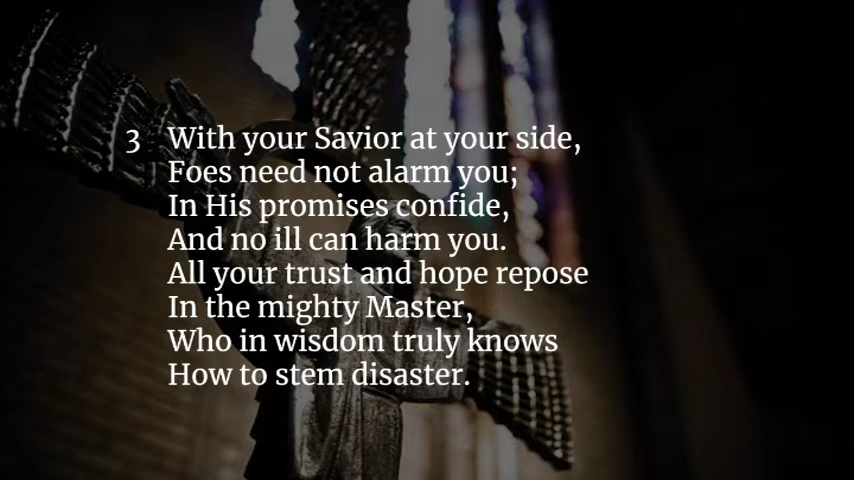 3 With your Savior at your side,
Foes need not alarm you;
In His promises confide,
And no ill can harm you.
All your trust and hope repose
In the mighty Master,
Who in wisdom truly knows
How to stem disaster.